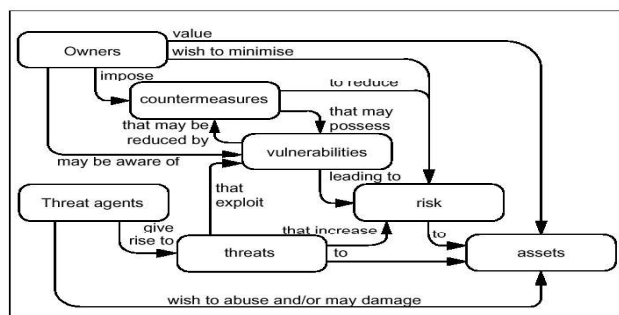 value
Owners
wish to minimise
impose
to reduce
countermeasures
that may be
reduced by
that may
possess
vulnerabilities
may be aware of
leading to
that
exploit
Threat agents
risk
give
rise to
that increase
to
threats
to
assets
wish to abuse and/or may damage